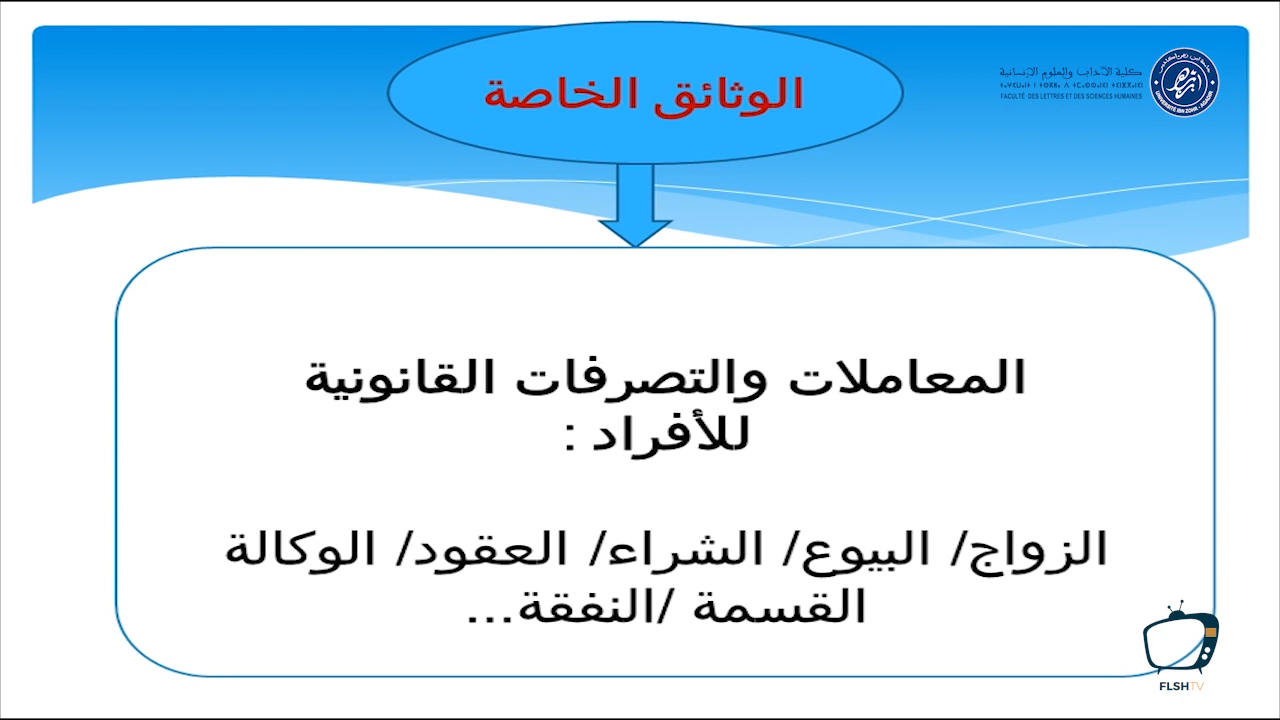 الوثائق الخاصة
كلية الآداب والعلوم الإنسانية
FACULTÉ DES LETTRES ET DES SCIENCES HUMAINES
المعاملات والتصرفات القانونية
للأفراد :
الزواج/ البيوع/ الشراء/ العقود/ الوكالة
القسمة /النفقة...
FLSHTV